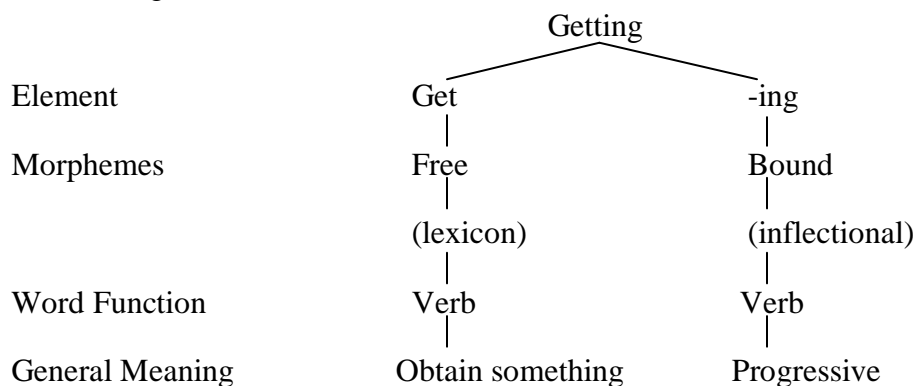 Getting
Element Get -ing
Morphemes Free Bound
(lexicon) (inflectional)
Word Function Verb Verb
General Meaning Obtain something Progressive